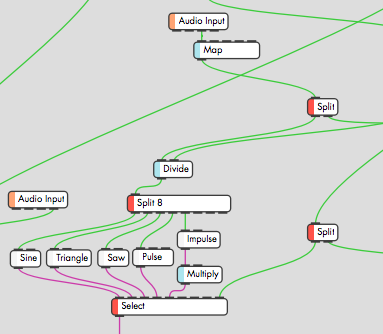 Audio Input
Map
Split
Divide
Audio Input
Split 8
Impulse
Split
Sine
Triangle
Saw
Pulse
Multiply
Select